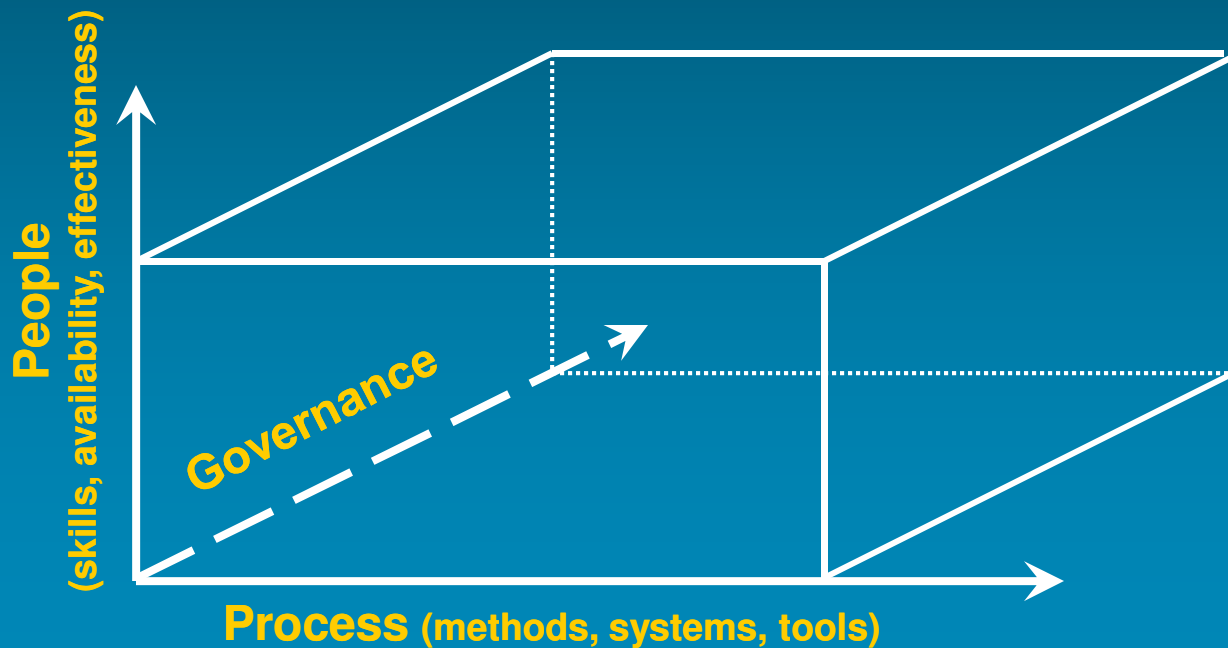 People
(skills, availability, effectiveness)
Governance
Process (methods, systems, tools)